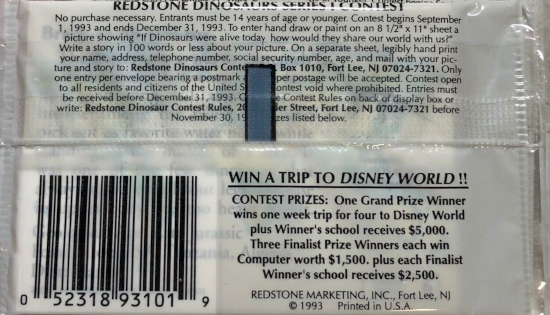 REDSTONE DINOSAURS SERIES I CONTEST
No purchase necessary. Entrants must be 14 years of age or younger. Contest begins September
1, 1993 and ends December 31, 1993. To enter hand draw or paint on an 8 1/2" x 11" sheet a
picture showing "If Dinosaurs were alive today how would they share our world with us?"
Write a story in 100 words or less about your picture. On a separate sheet, legibly hand print
your name, address, telephone number, social security number, age, and mail with your pic-
ture and story to: Redstone Dinosaurs Conte Box 1010, Fort Lee, NJ 07024-7321. Only
one entry per envelope bearing a postmark per postage will be accepted. Contest open
to all residents and citizens of the United S ontest void where prohibited. Entries must
be received before December 31, 1993. C e Contest Rules on back of display box or
write: Redstone Dinosaur Contest Rules, 20 ler Street, Fort Lee, NJ 07024-7321 before
November 30, 19 zes listed below.
WIN A TRIP TO DISNEY WORLD !!
CONTEST PRIZES: One Grand Prize Winner
wins one week trip for four to Disney World
plus Winner's school receives $5,000.
Three Finalist Prize Winners each win
Computer worth $1,500. plus each Finalist
Winner's school receives $2,500.
REDSTONE MARKETING, INC., Fort Lee, NJ
© 1993 Printed in U.S.A.
0 52318 93101 9